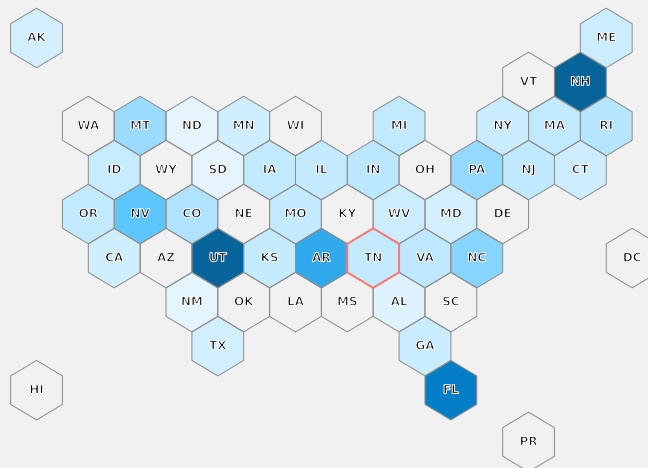 AK
ME
VT NH
WA MT ND MN WI MI NY MA RI
ID WY SD IA IL IN OH PA NJ CT
OR NV CO NE MO KY WV MD DE
CA AZ UT KS AR TN VA NC DC
NM OK LA MS AL SC
TX GA
HI FL
PR